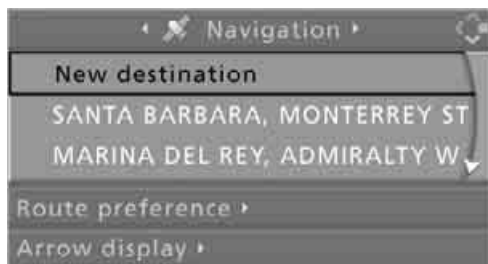 Navigation
New destination
SANTA BARBARA, MONTERREY ST
MARINA DEL REY, ADMIRALTY W
Route preference
Arrow display